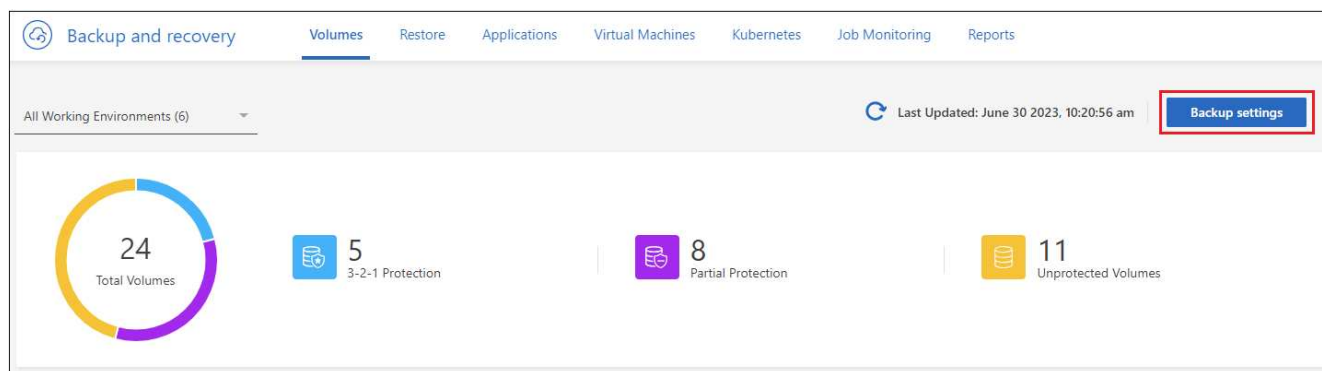 Backup and recovery Volumes Restore Applications Virtual Machines Kubernetes Job Monitoring Reports
All Working Environments (6) Last Updated: June 30 2023, 10:20:56 am Backup settings
24
Total Volumes
5
3-2-1 Protection
8
Partial Protection
11
Unprotected Volumes